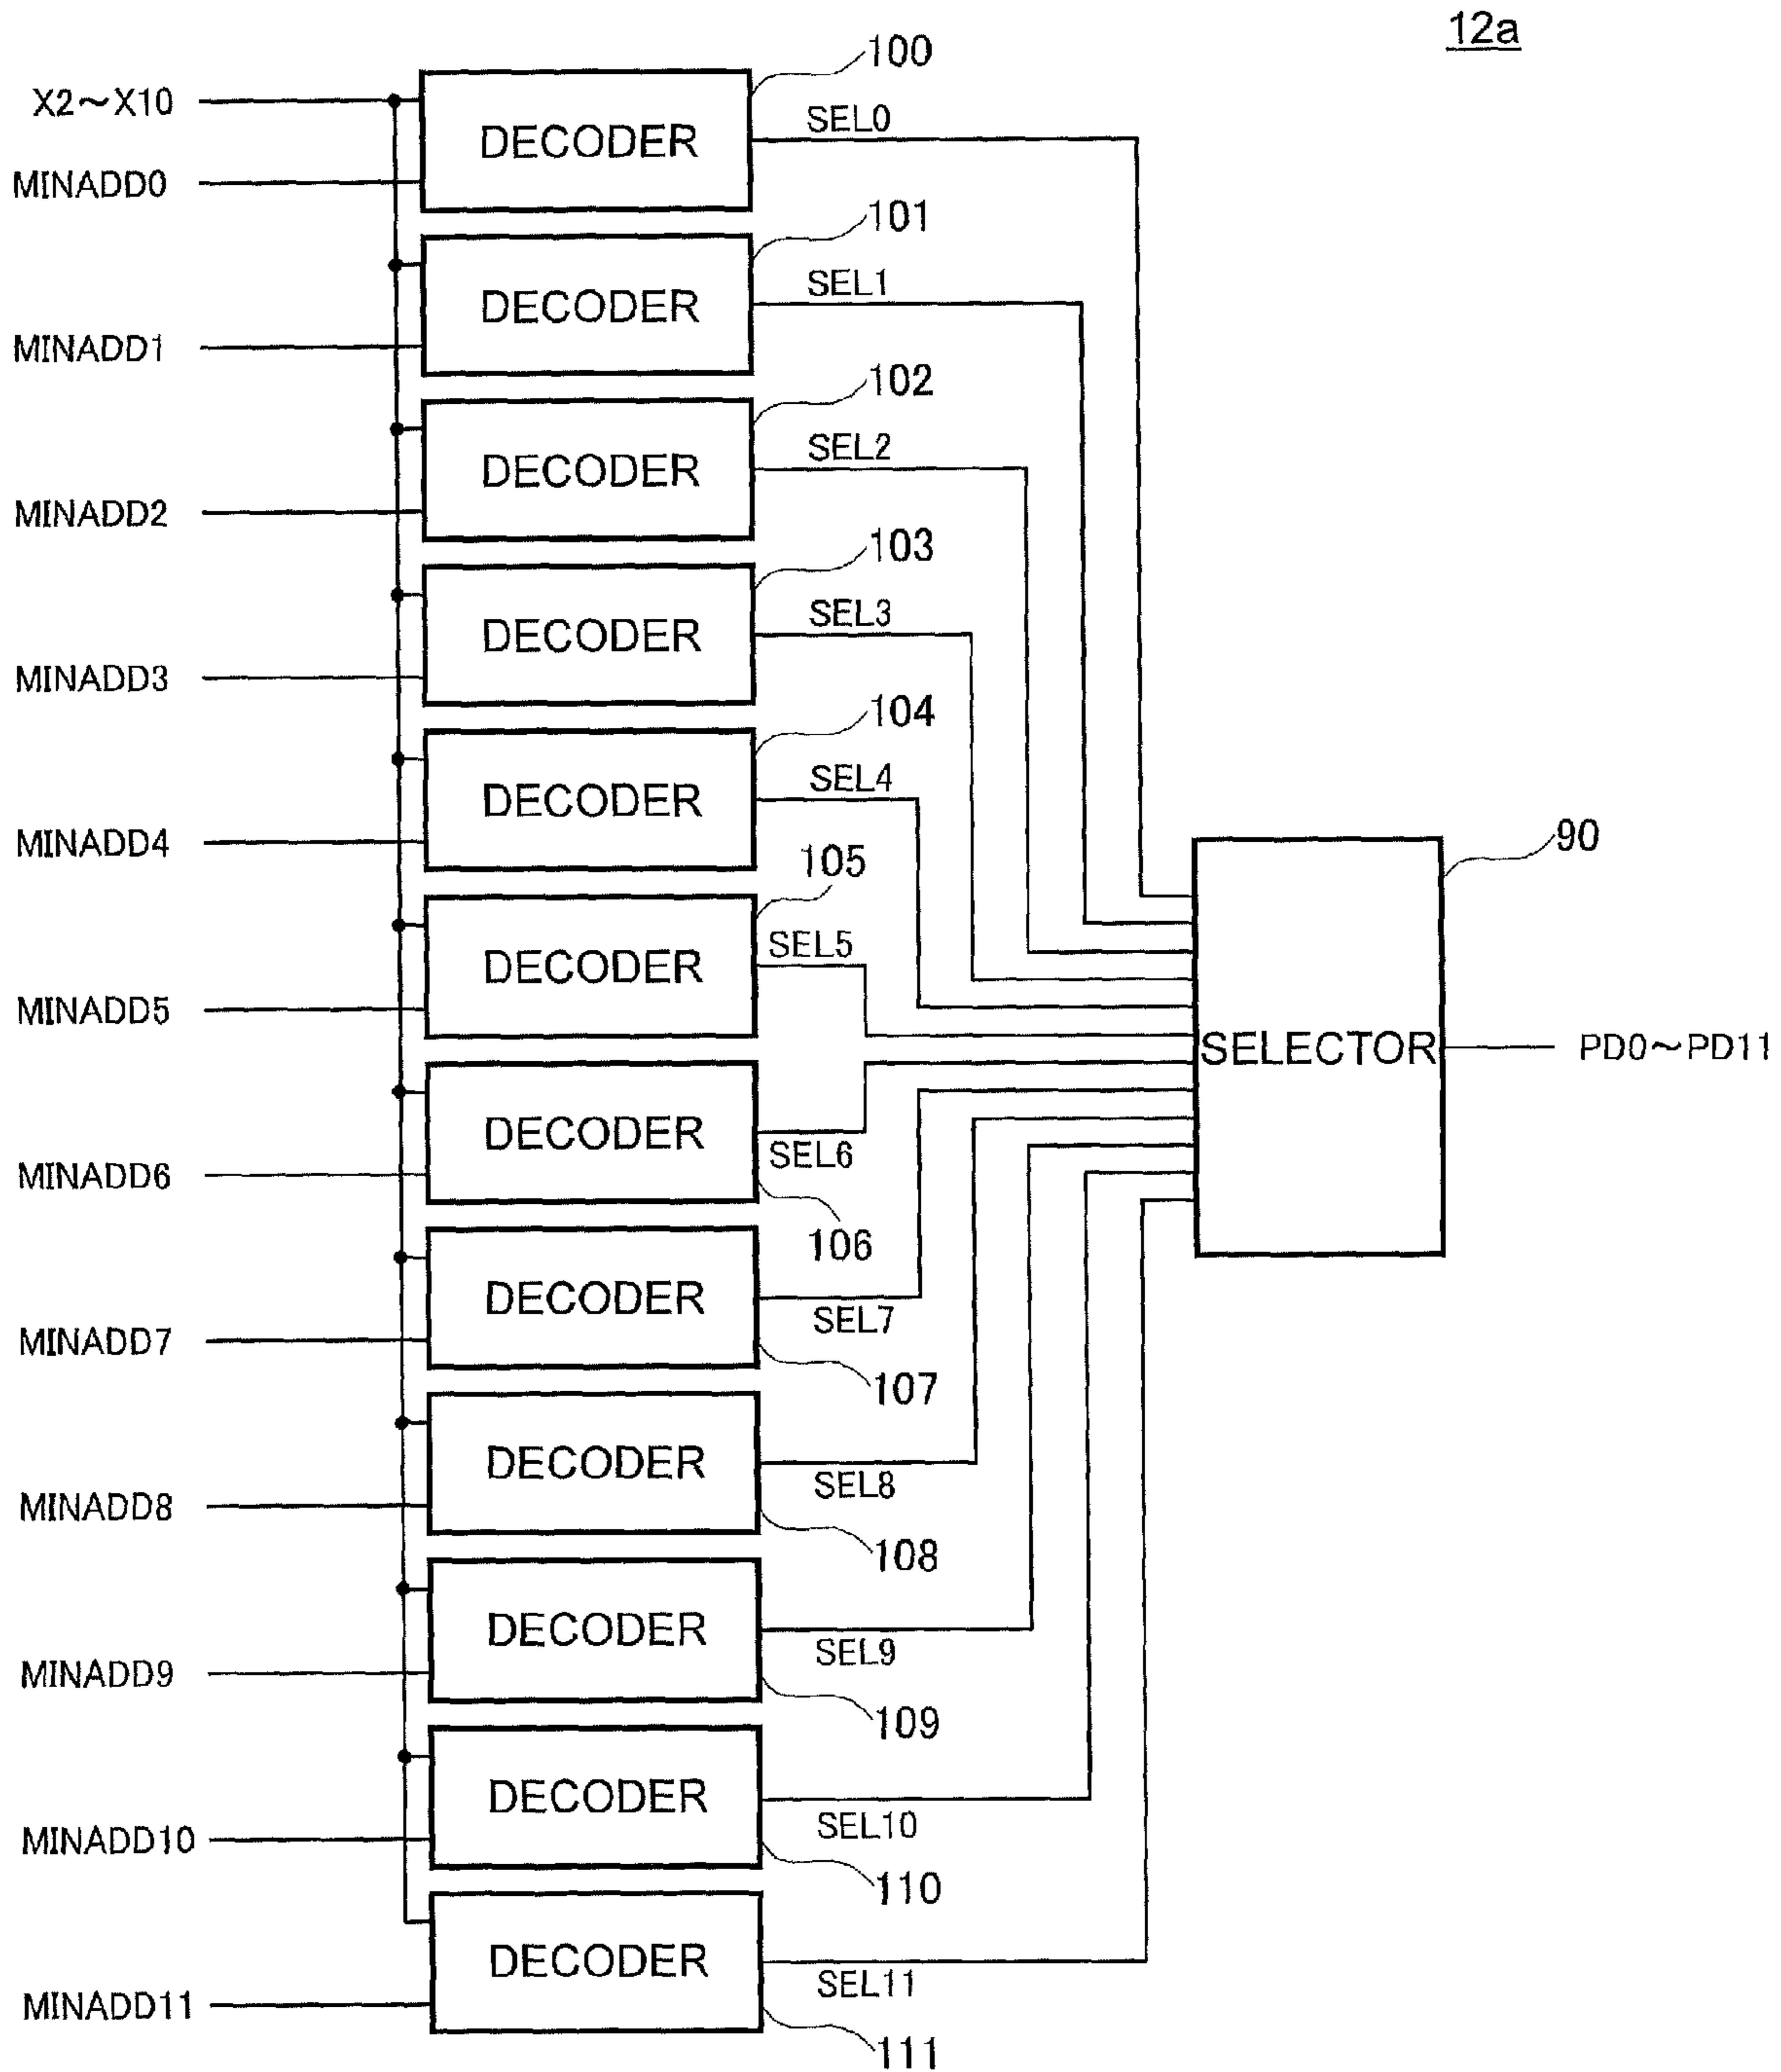 12a
100
X2~X10
DECODER
SEL0
MINADD0
101
DECODER
SEL1
MINADD1
102
DECODER
SEL2
MINADD2
103
DECODER
SEL3
MINADD3
104
DECODER
SEL4
MINADD4
105
90
DECODER
SEL5
MINADD5
SELECTOR
PD0~PD11
DECODER
SEL6
MINADD6
106
DECODER
SEL7
MINADD7
107
DECODER
SEL8
MINADD8
108
DECODER
SEL9
MINADD9
109
DECODER
SEL10
MINADD10
110
DECODER
SEL11
MINADD11
111